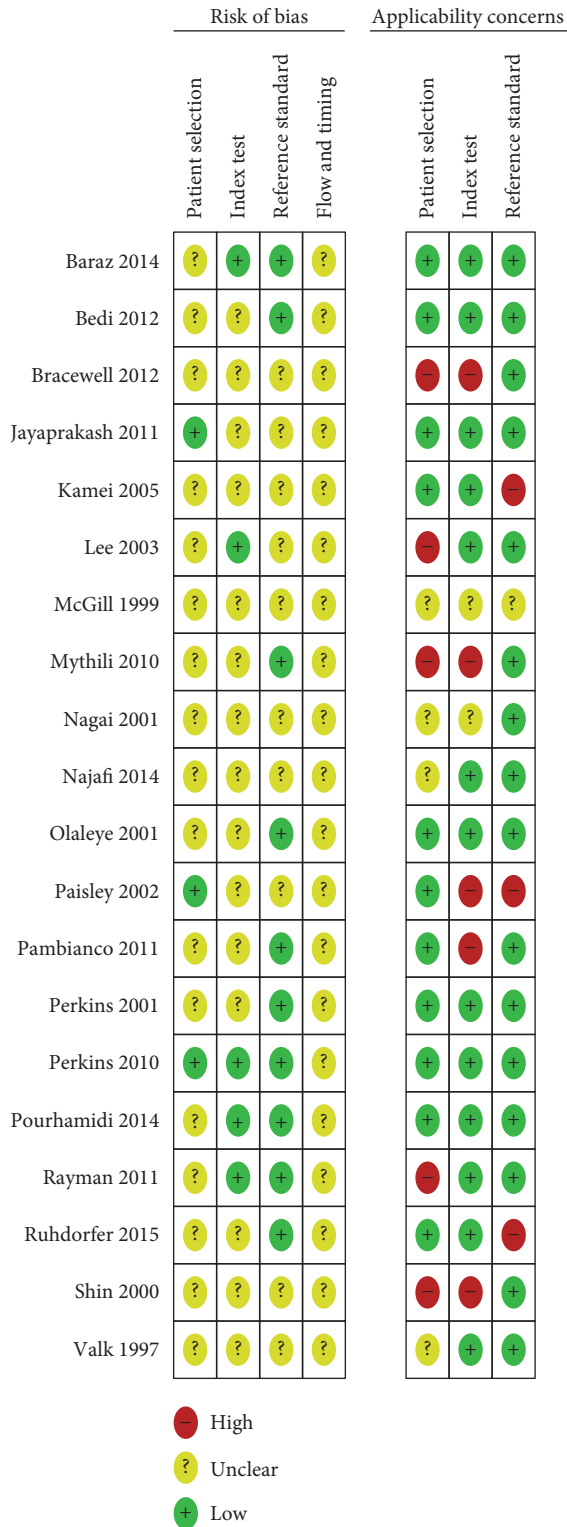 Risk of bias Applicability concerns
Patient selection Index test Reference standard Flow and timing Patient selection Index test Reference standard
Baraz 2014 ? + + ? + + +
Bedi 2012 ? ? + ? + + +
Bracewell 2012 ? ? ? ? − − +
Jayaprakash 2011 + ? ? ? + + +
Kamei 2005 ? ? ? ? + + −
Lee 2003 ? + ? ? − + +
McGill 1999 ? ? ? ? ? ? ?
Mythili 2010 ? ? + ? − − +
Nagai 2001 ? ? ? ? ? ? +
Najafi 2014 ? ? ? ? ? + +
Olaleye 2001 ? ? + ? + + +
Paisley 2002 + ? ? ? + − −
Pambianco 2011 ? ? + ? + − +
Perkins 2001 ? ? + ? + + +
Perkins 2010 + + + ? + + +
Pourhamidi 2014 ? + + ? + + +
Rayman 2011 ? + + ? − + +
Ruhdorfer 2015 ? ? + ? + + −
Shin 2000 ? ? ? ? − − +
Valk 1997 ? ? ? ? ? + +
− High
? Unclear
+ Low